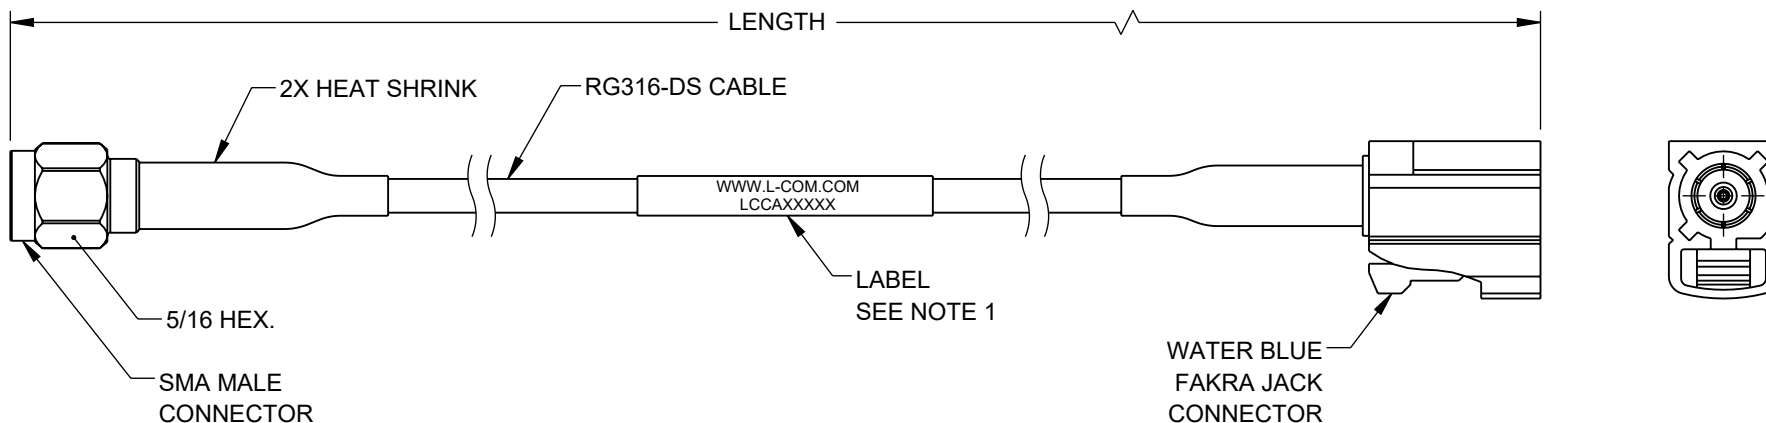 LENGTH
2X HEAT SHRINK
RG316-DS CABLE
WWW.L-COM.COM
LCCAXXXXX
LABEL
SEE NOTE 1
5/16 HEX.
SMA MALE
CONNECTOR
WATER BLUE
FAKRA JACK
CONNECTOR